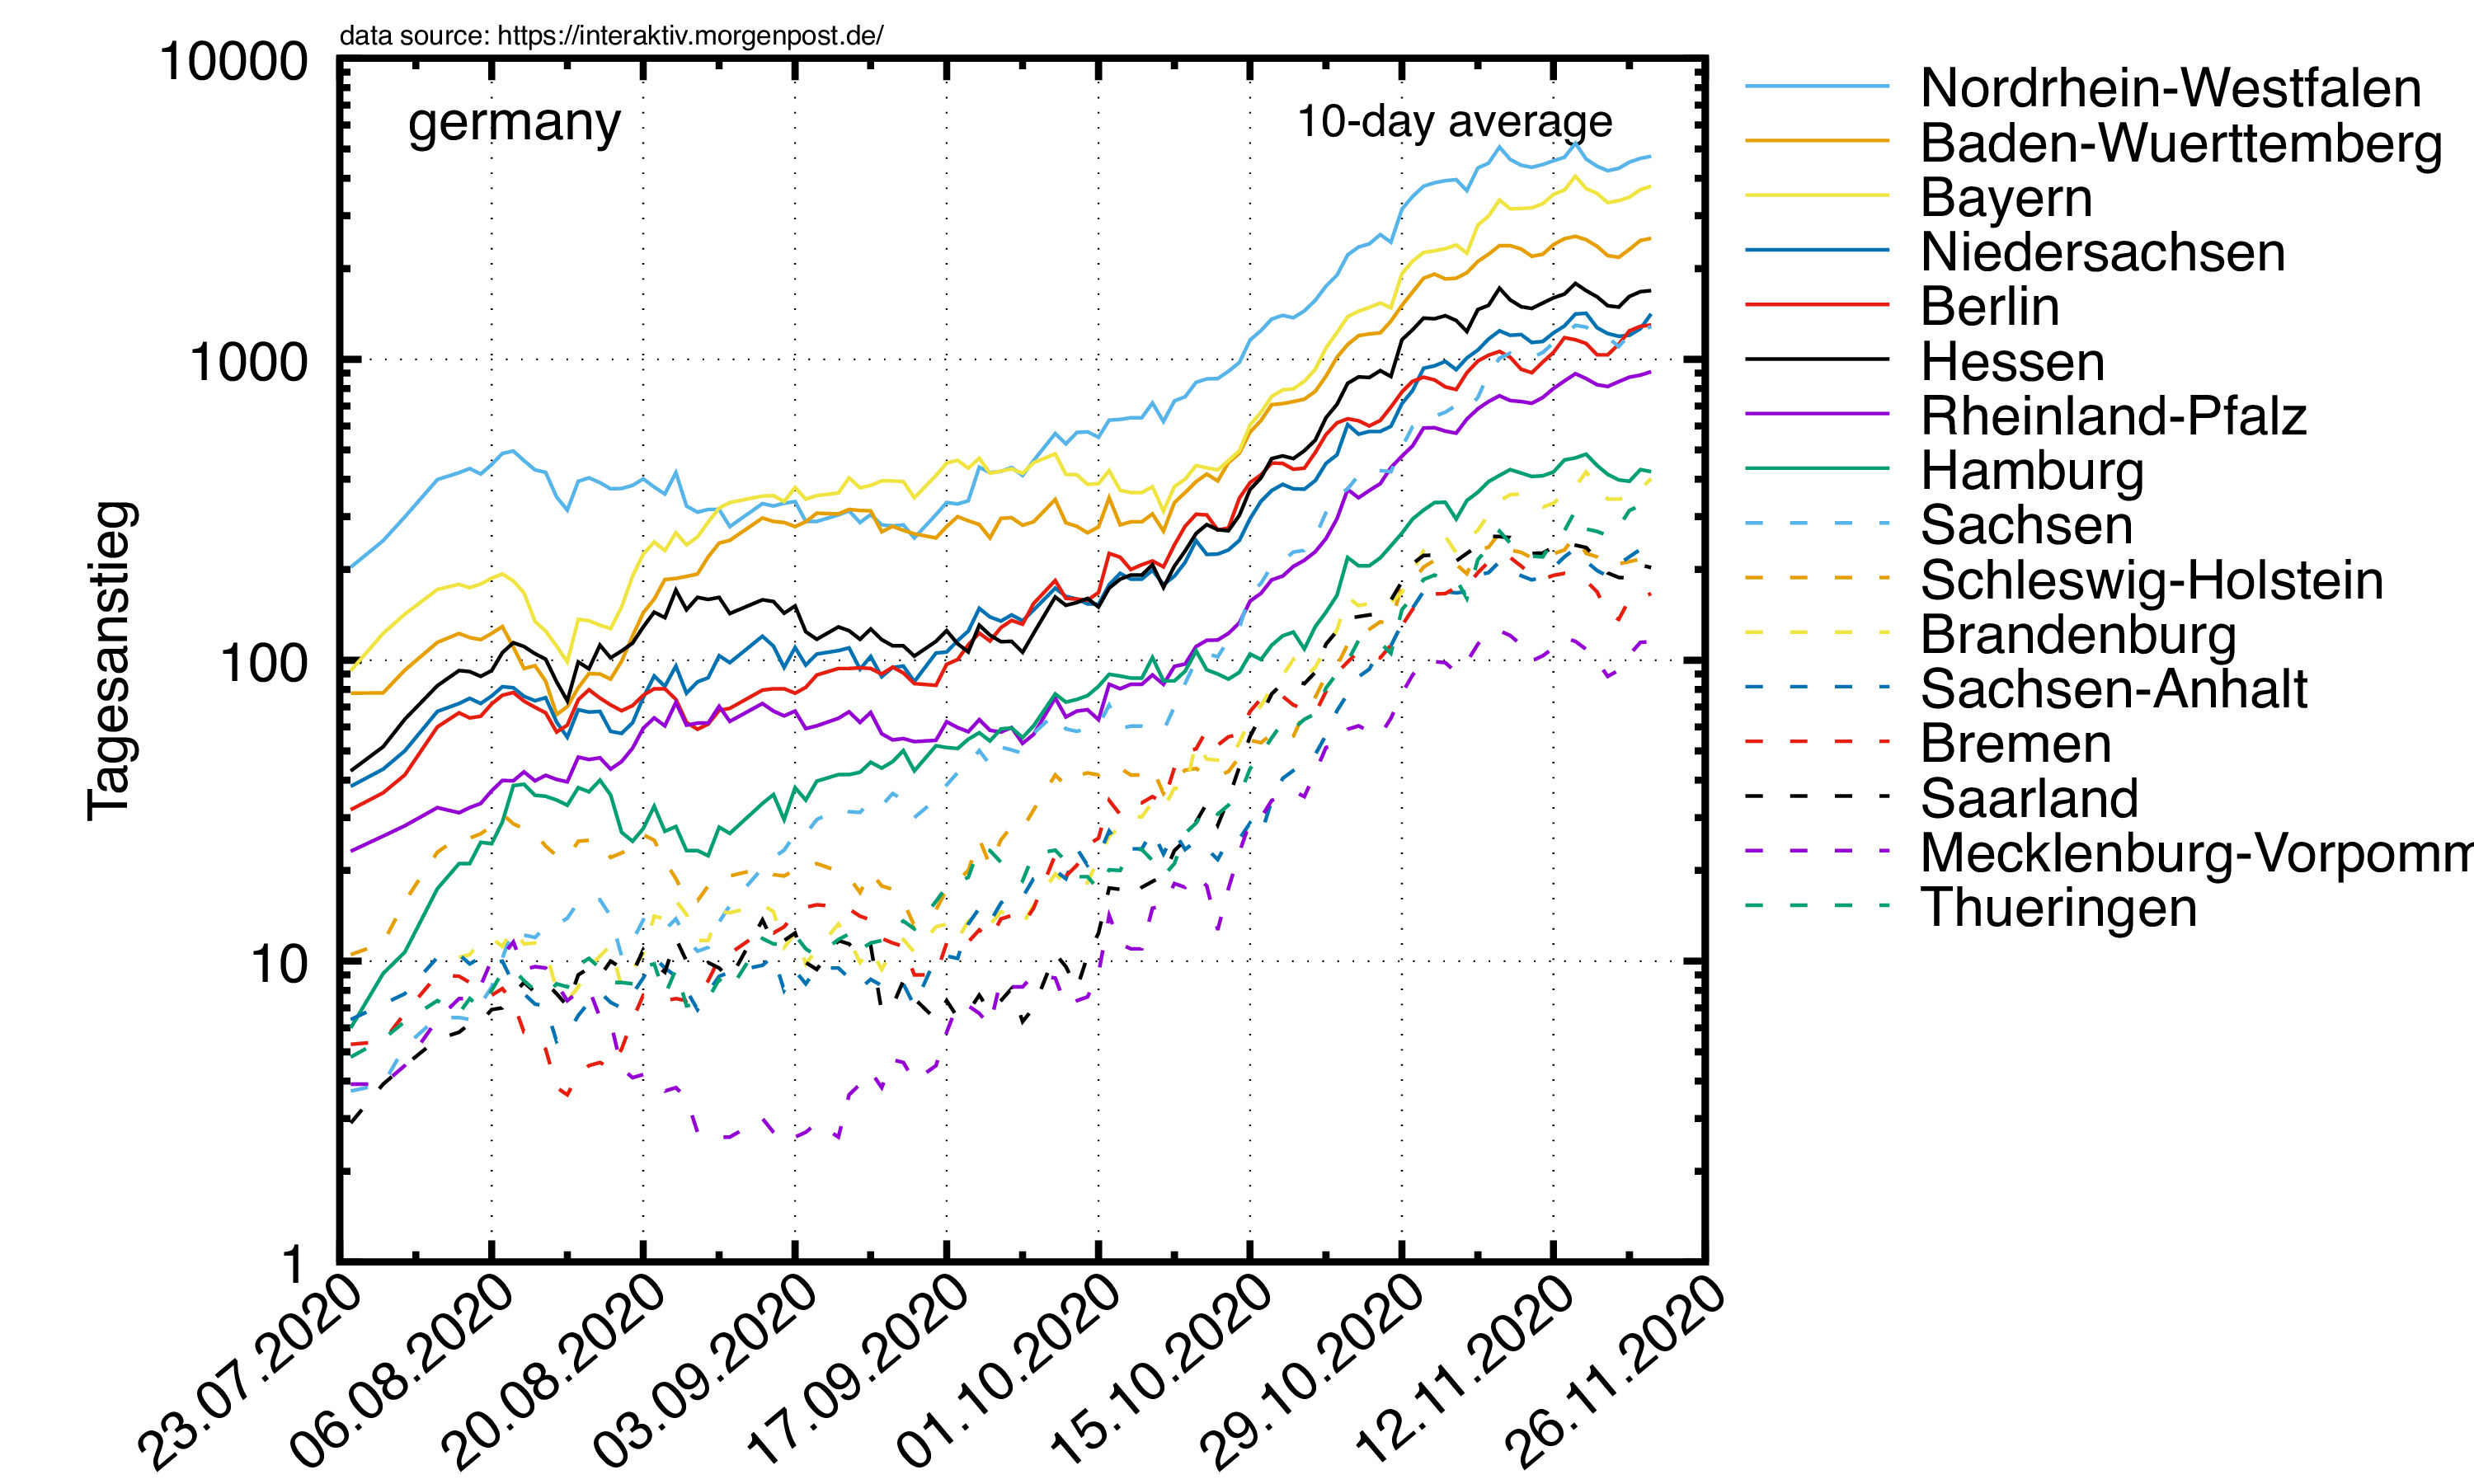 data source: https://interaktiv.morgenpost.de/
germany
10-day average
Tagesanstieg
10000
1000
100
10
1
23.07.2020
06.08.2020
20.08.2020
03.09.2020
17.09.2020
01.10.2020
15.10.2020
29.10.2020
12.11.2020
26.11.2020
Nordrhein-Westfalen
Baden-Wuerttemberg
Bayern
Niedersachsen
Berlin
Hessen
Rheinland-Pfalz
Hamburg
Sachsen
Schleswig-Holstein
Brandenburg
Sachsen-Anhalt
Bremen
Saarland
Mecklenburg-Vorpomm
Thueringen